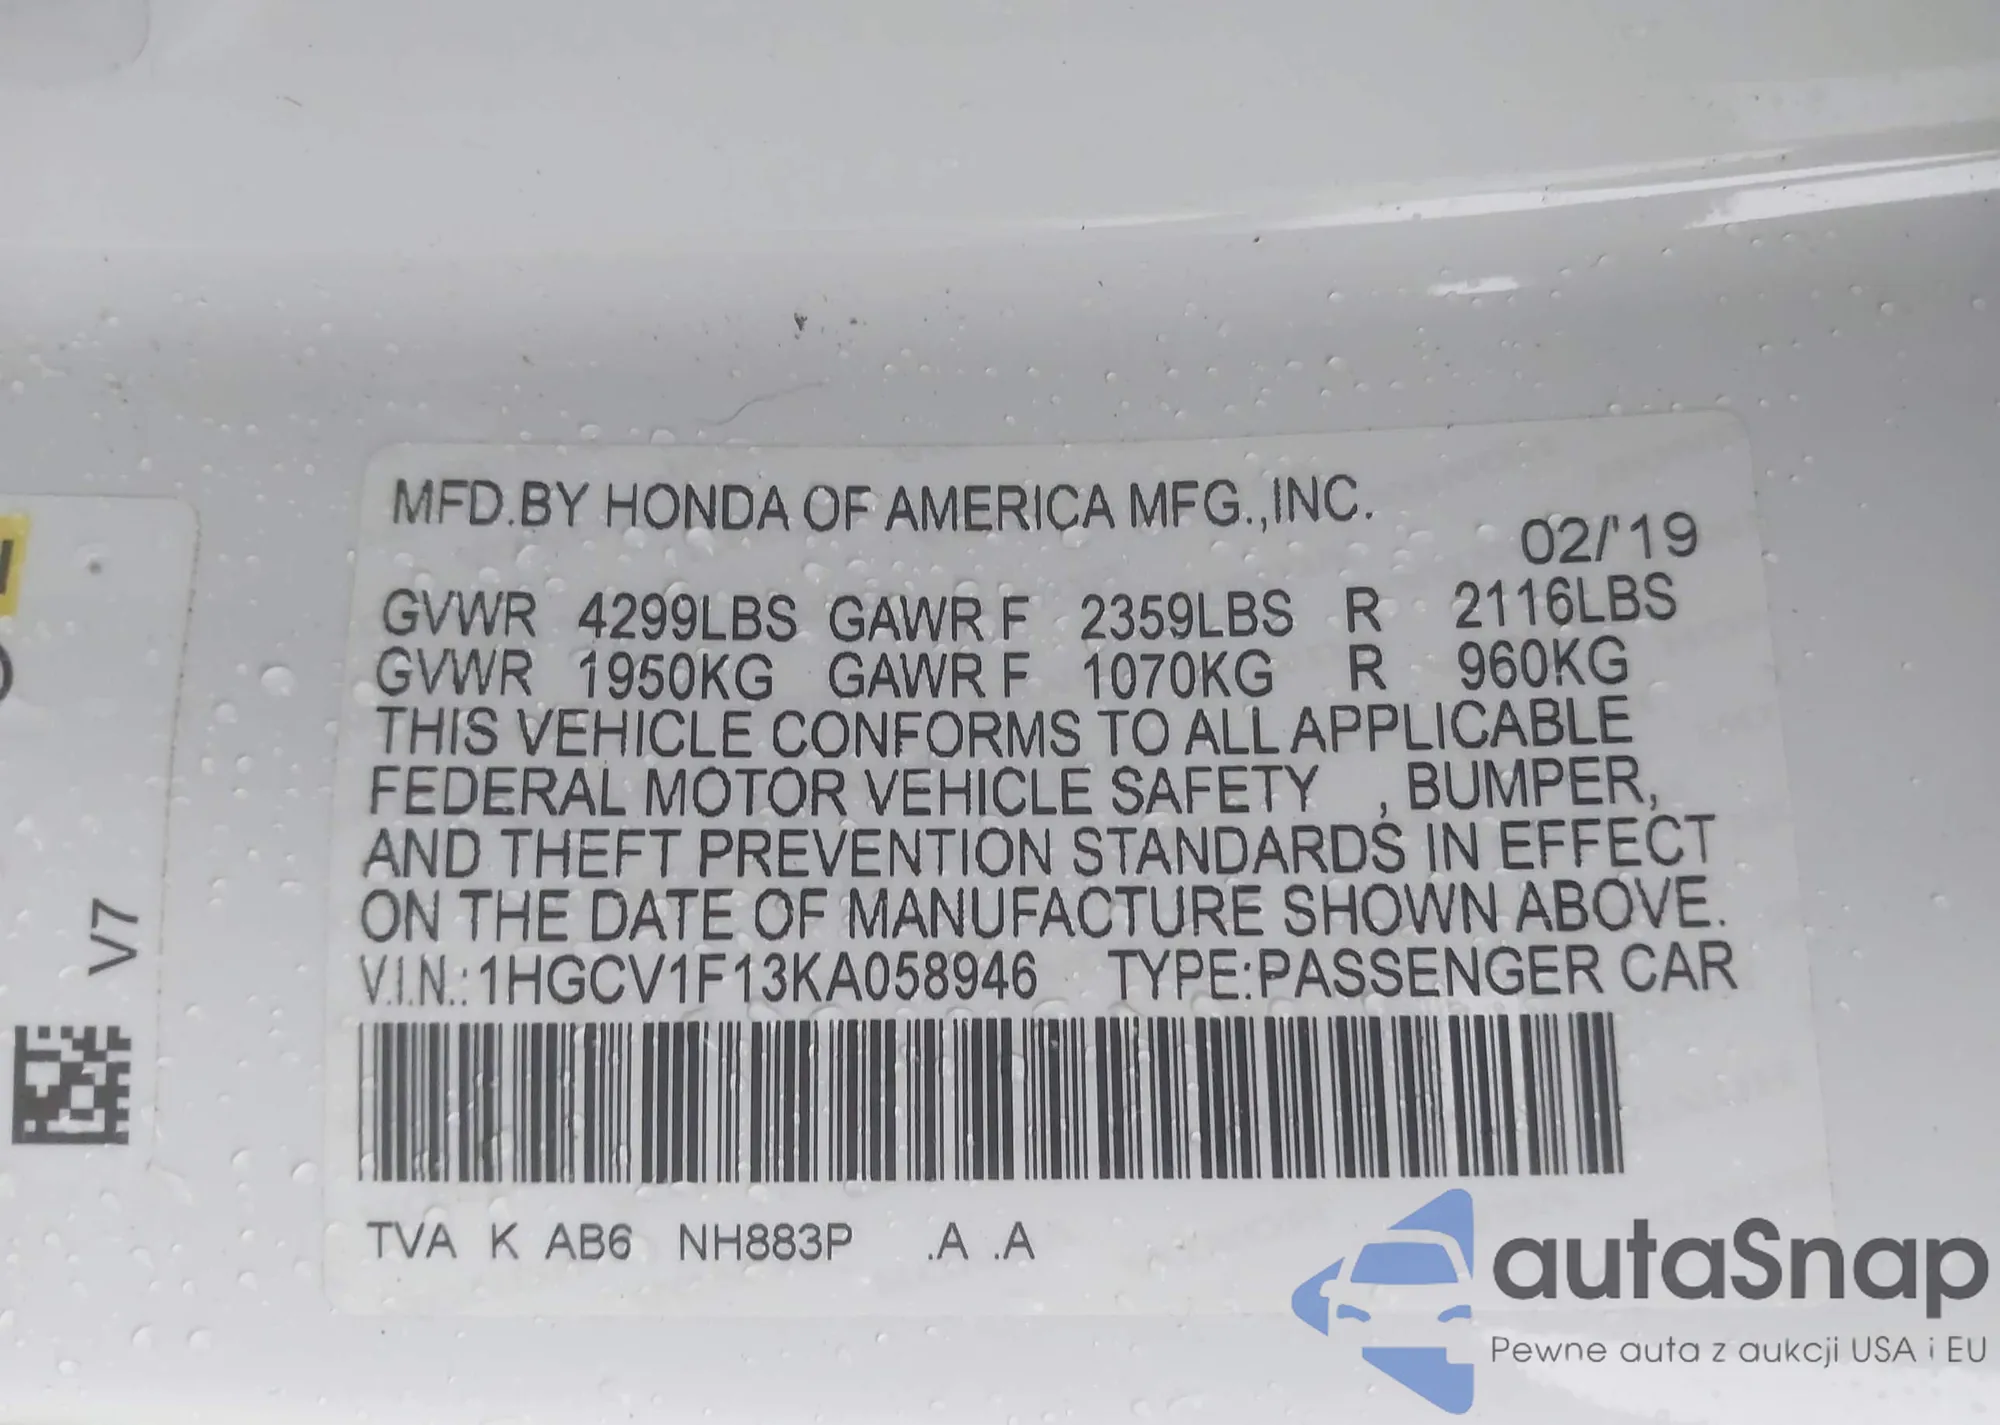 MFD.BY HONDA OF AMERICA MFG.,INC.
02/'19
GVWR 4299LBS GAWR F 2359LBS R 2116LBS
GVWR 1950KG GAWR F 1070KG R 960KG
THIS VEHICLE CONFORMS TO ALL APPLICABLE
FEDERAL MOTOR VEHICLE SAFETY , BUMPER,
AND THEFT PREVENTION STANDARDS IN EFFECT
ON THE DATE OF MANUFACTURE SHOWN ABOVE.
V.I.N.:1HGCV1F13KA058946 TYPE:PASSENGER CAR
TVA K AB6 NH883P .A .A
V7
autaSnap
Pewne auta z aukcji USA i EU